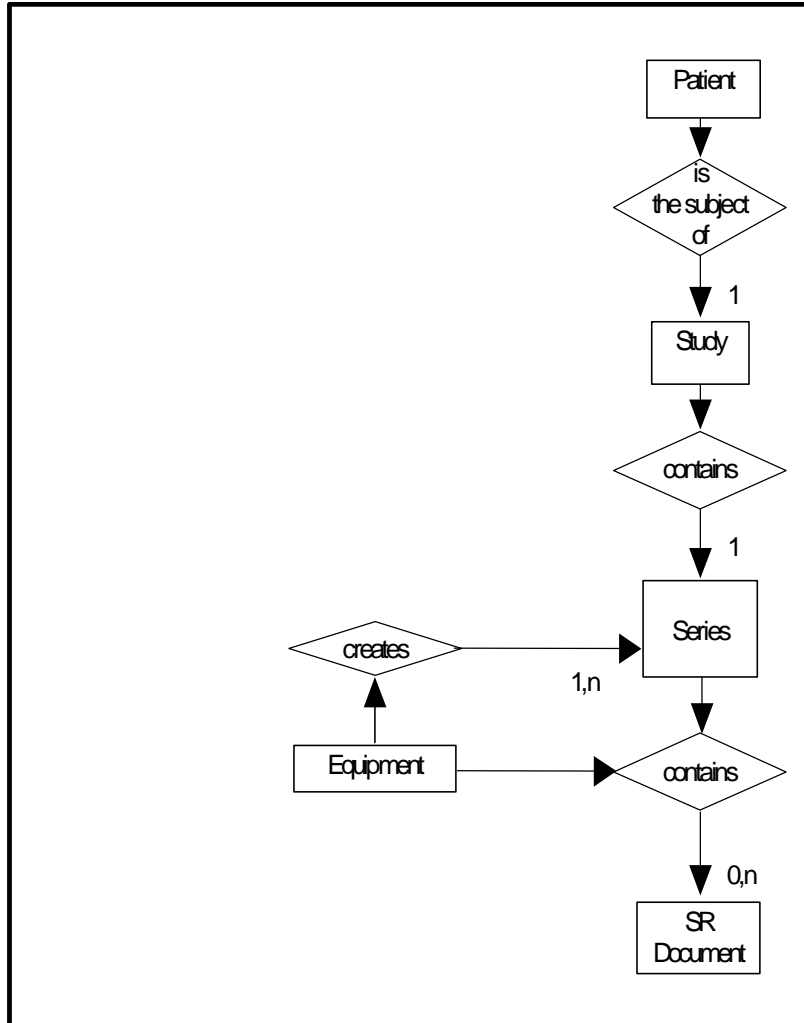 Patient
is
the subject
of
1
Study
contains
1
Series
creates
1,n
Equipment
contains
0,n
SR
Document